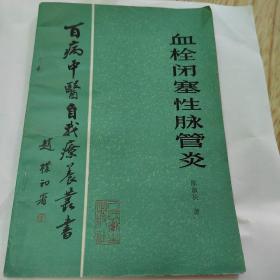 血栓闭塞性脉管炎
百病中醫自我療養叢書
趙樸初署
著